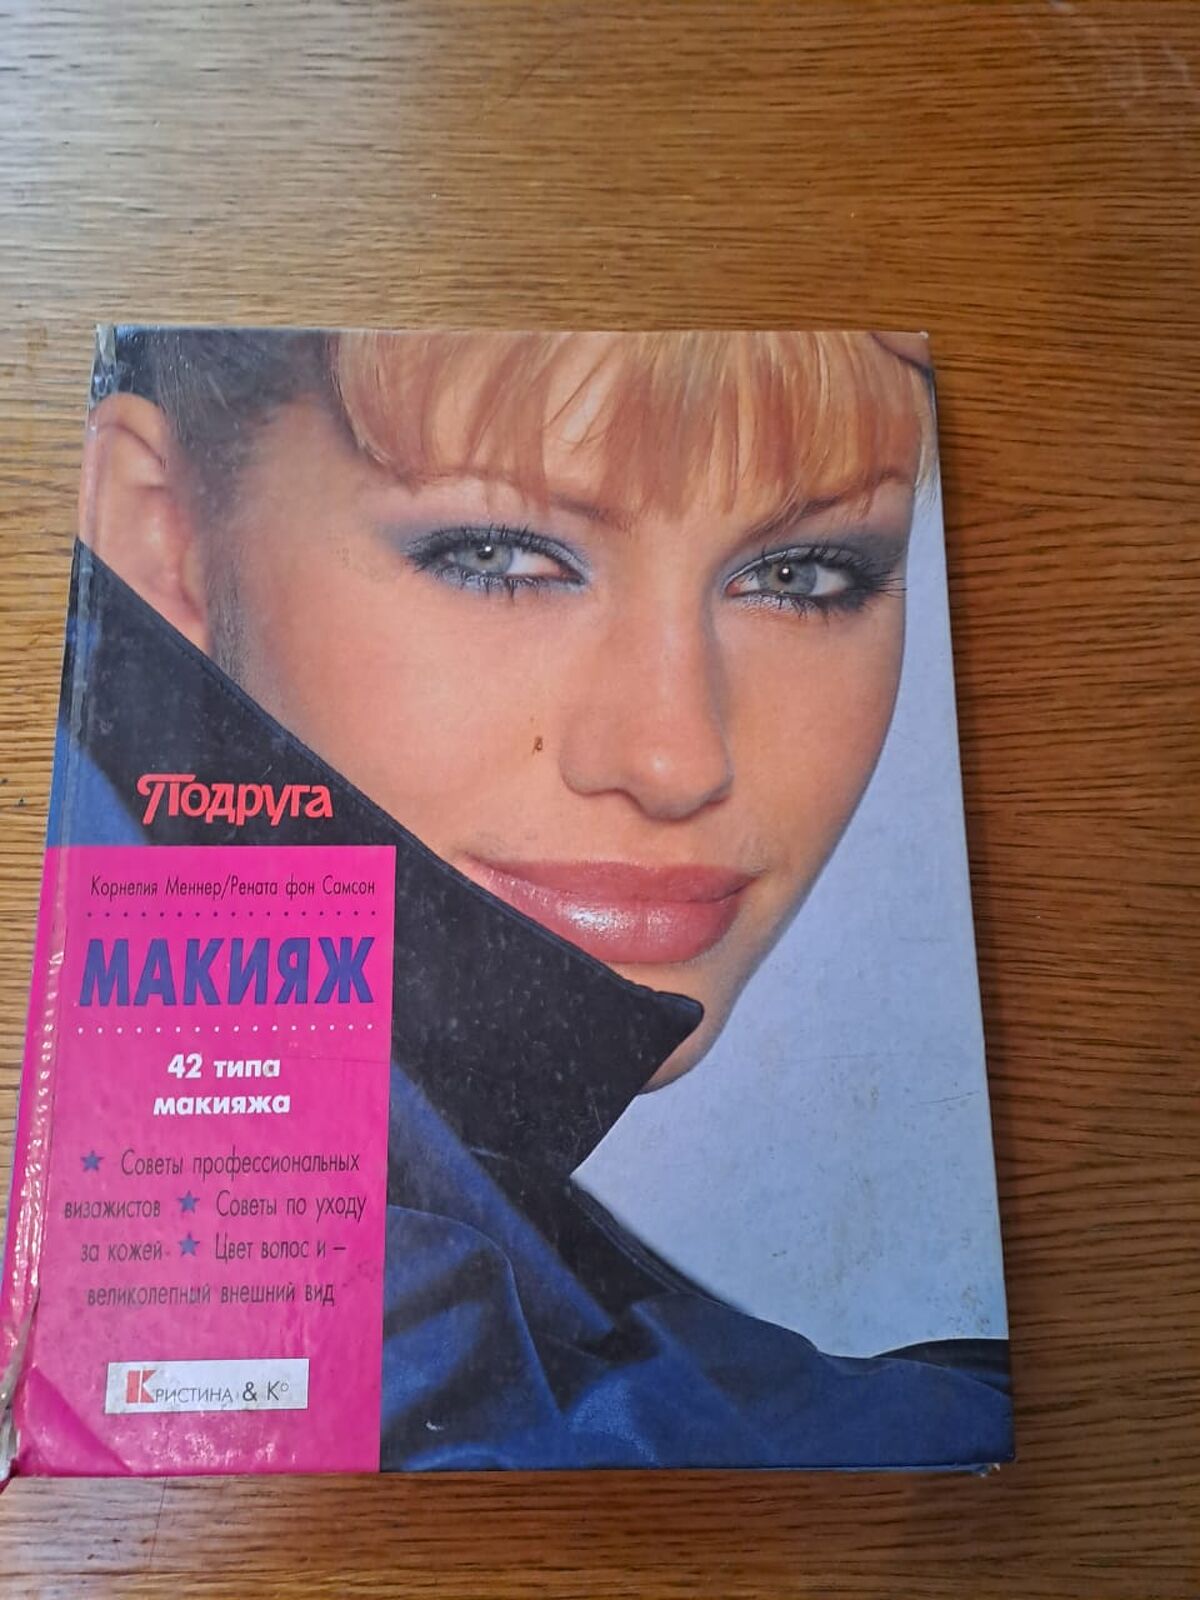 Подруга
Корнелия Меннер/Рената фон Самсон
МАКИЯЖ
42 типа
макияжа
★ Советы профессиональных
визажистов ★ Советы по уходу
за кожей ★ Цвет волос и –
великолепный внешний вид
КРИСТИНА & К°